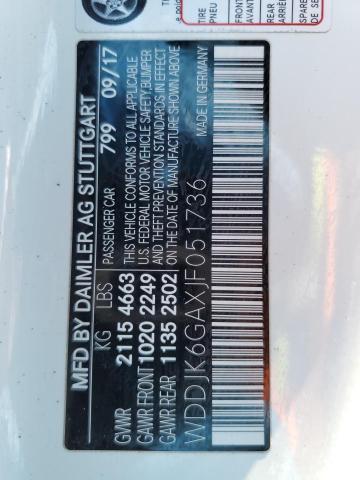 MFD BY DAIMLER AG STUTTGART
KG LBS PASSENGER CAR 799 09/17
GVWR 2115 4663 THIS VEHICLE CONFORMS TO ALL APPLICABLE
GAWR FRONT 1020 2249 U.S. FEDERAL MOTOR VEHICLE SAFETY, BUMPER
GAWR REAR 1135 2502 AND THEFT PREVENTION STANDARDS IN EFFECT
ON THE DATE OF MANUFACTURE SHOWN ABOVE
WDDJK6GAXJF051736 MADE IN GERMANY
TIRE
PNEU
FRONT
AVANT
REAR
ARRIÈRE
SPARE
DE SE